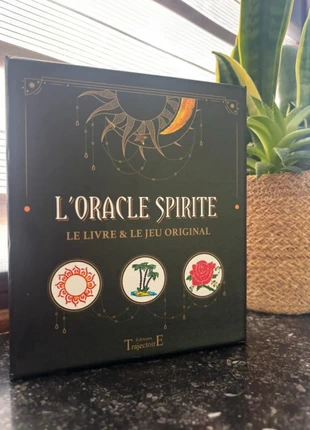 L'ORACLE SPIRITE
LE LIVRE & LE JEU ORIGINAL
Éditions
TrajectoirE